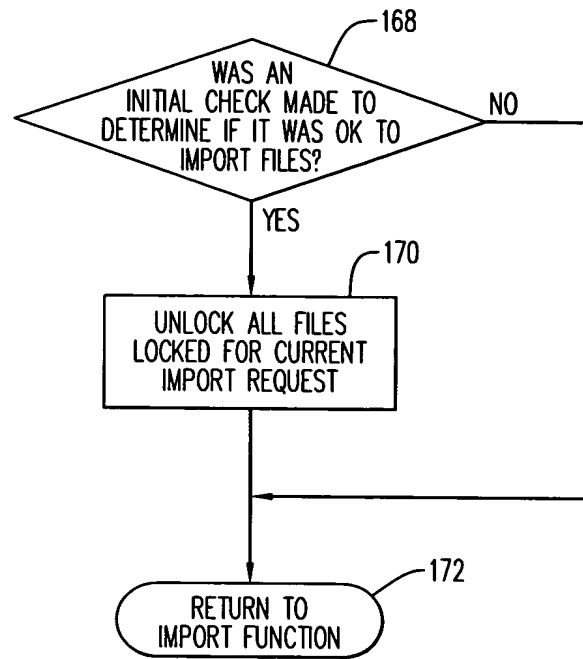 168
WAS AN
INITIAL CHECK MADE TO
DETERMINE IF IT WAS OK TO
IMPORT FILES?
NO
YES
170
UNLOCK ALL FILES
LOCKED FOR CURRENT
IMPORT REQUEST
172
RETURN TO
IMPORT FUNCTION